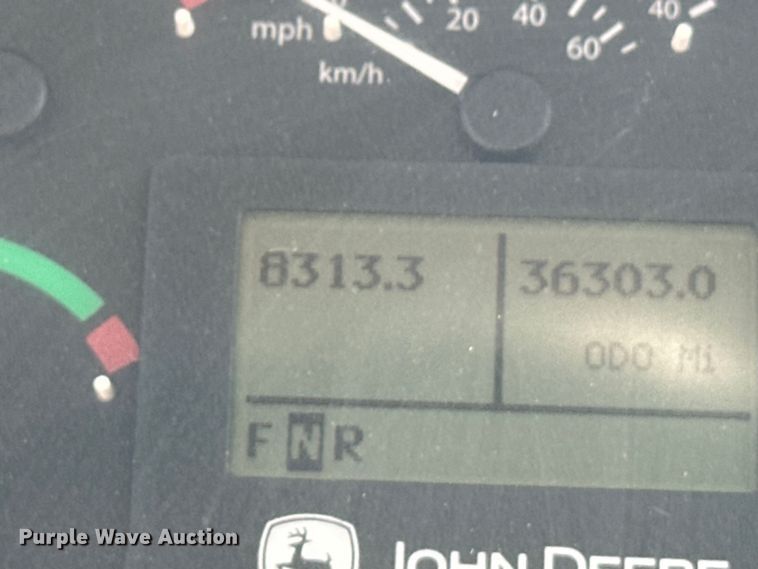 mph 20 40 40
km/h 60
8313.3 36303.0
ODO Mi
F N R
JOHN DEERE
Purple Wave Auction